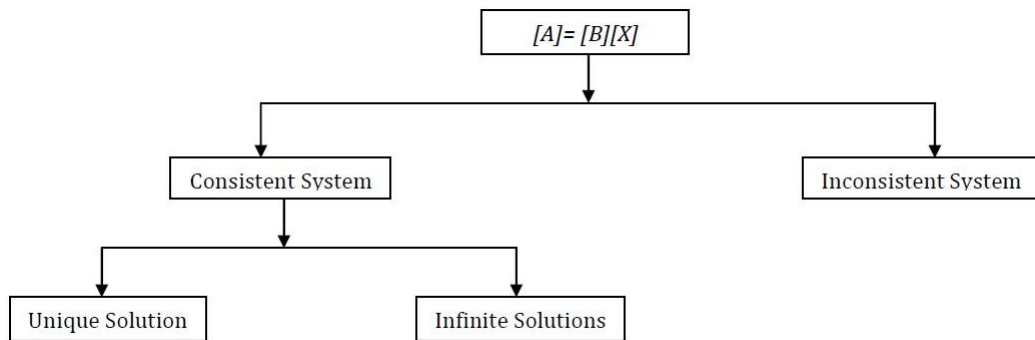 [A]= [B][X]
Consistent System
Inconsistent System
Unique Solution
Infinite Solutions